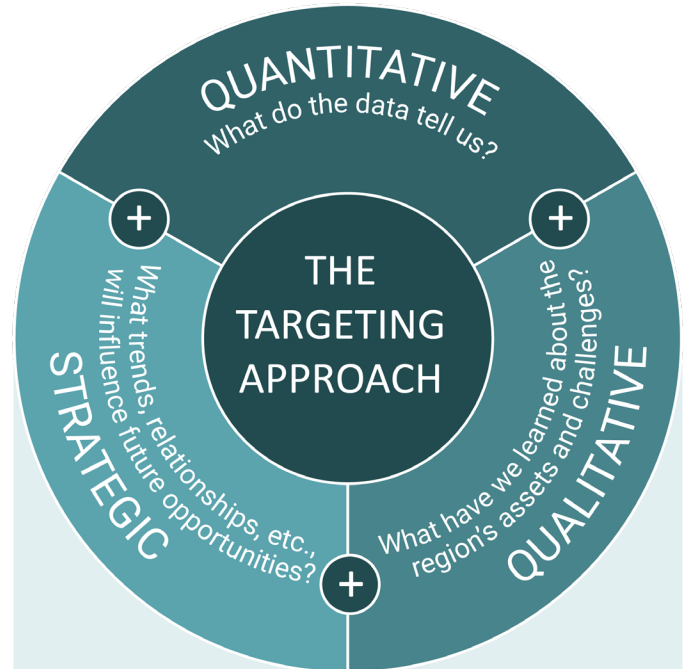 QUANTITATIVE
What do the data tell us?
+
+
THE
TARGETING
APPROACH
What trends, relationships, etc.,
will influence future opportunities?
STRATEGIC
What have we learned about the
region's assets and challenges?
QUALITATIVE
+